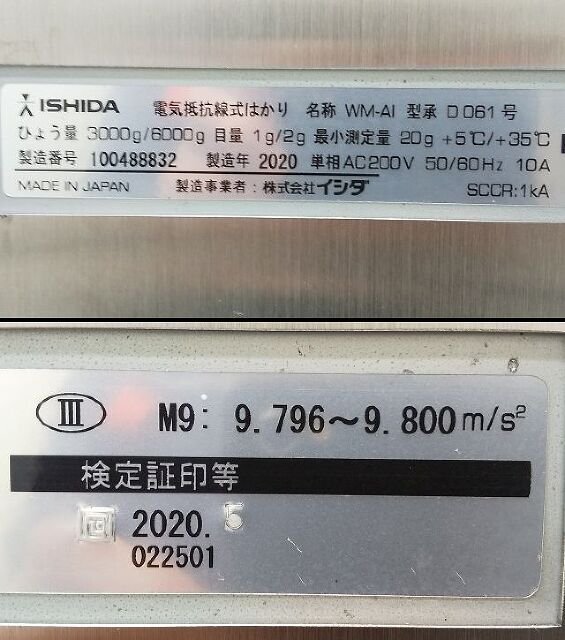 ISHIDA 電気抵抗線式はかり 名称 WM-AI 型承 D061号
ひょう量 3000g/6000g 目量 1g/2g 最小測定量 20g +5℃/+35℃
製造番号 100488832 製造年 2020 単相AC200V 50/60Hz 10A
MADE IN JAPAN 製造事業者:株式会社イシダ SCCR:1kA
III M9: 9.796~9.800m/s²
検定証印等
2020. 5
022501